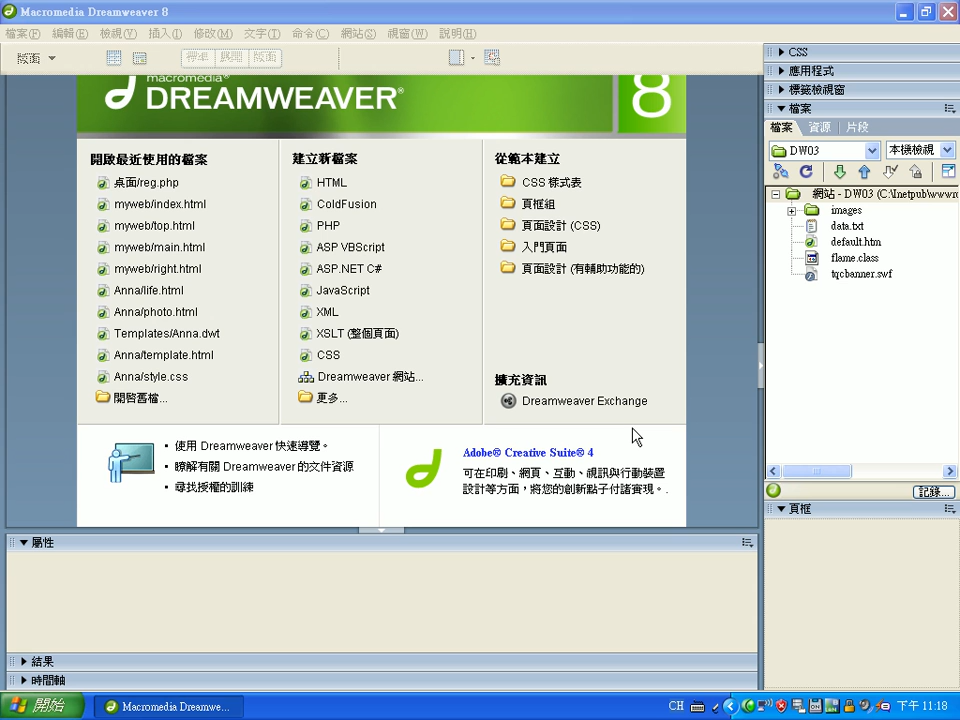 Macromedia Dreamweaver 8
檔案(F) 編輯(E) 檢視(V) 插入(I) 修改(M) 文字(T) 命令(C) 網站(S) 視窗(W) 說明(H)
版面
標準 展開 版面
macromedia®
DREAMWEAVER® 8
開啟最近使用的檔案
桌面/reg.php
myweb/index.html
myweb/top.html
myweb/main.html
myweb/right.html
Anna/life.html
Anna/photo.html
Templates/Anna.dwt
Anna/template.html
Anna/style.css
開啓舊檔...
建立新檔案
HTML
ColdFusion
PHP
ASP VBScript
ASP.NET C#
JavaScript
XML
XSLT (整個頁面)
CSS
Dreamweaver 網站...
更多...
從範本建立
CSS 樣式表
頁框組
頁面設計 (CSS)
入門頁面
頁面設計 (有輔助功能的)
擴充資訊
Dreamweaver Exchange
• 使用 Dreamweaver 快速導覽。
• 瞭解有關 Dreamweaver 的文件資源
• 尋找授權的訓練
Adobe® Creative Suite® 4
可在印刷、網頁、互動、視訊與行動裝置
設計等方面，將您的創新點子付諸實現。.
CSS
應用程式
標籤檢視窗
檔案
檔案 資源 片段
DW03 本機檢視
網站 - DW03 (C:\Inetpub\wwwro
images
data.txt
default.htm
flame.class
tqcbanner.swf
記錄...
頁框
屬性
結果
時間軸
開始 Macromedia Dreamwe... CH 下午 11:18